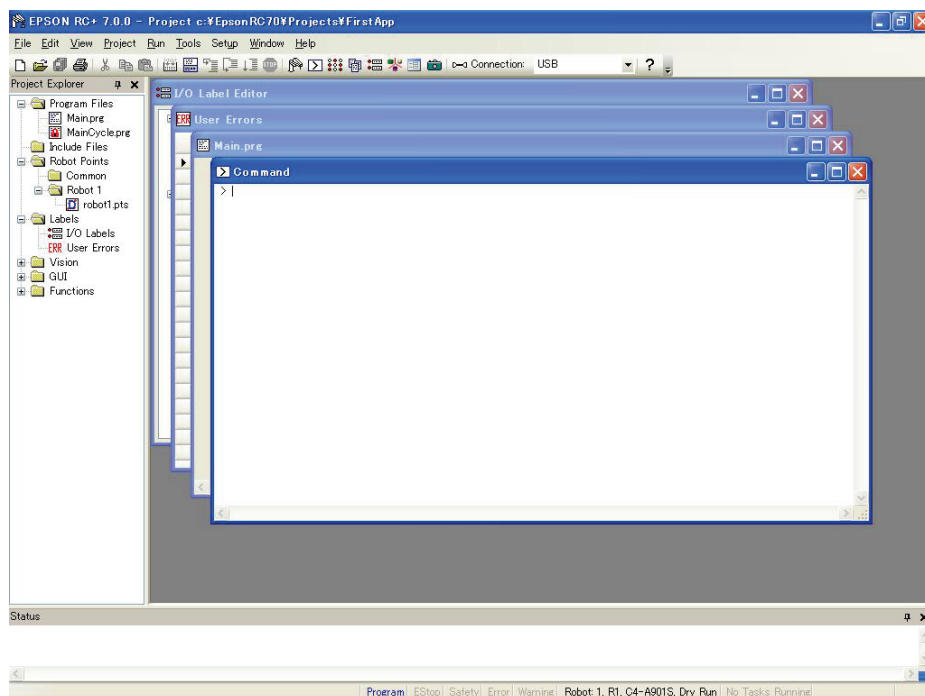 EPSON RC+ 7.0.0 - Project c:¥EpsonRC70¥Projects¥FirstApp
File Edit View Project Run Tools Setup Window Help
Connection: USB ?
Project Explorer
Program Files
Main.prg
MainCycle.prg
Include Files
Robot Points
Common
Robot 1
robot1.pts
Labels
I/O Labels
ERR User Errors
Vision
GUI
Functions
I/O Label Editor
ERR User Errors
Main.prg
Command
>
Status
Program EStop Safety Error Warning Robot: 1, R1, C4-A901S, Dry Run No Tasks Running